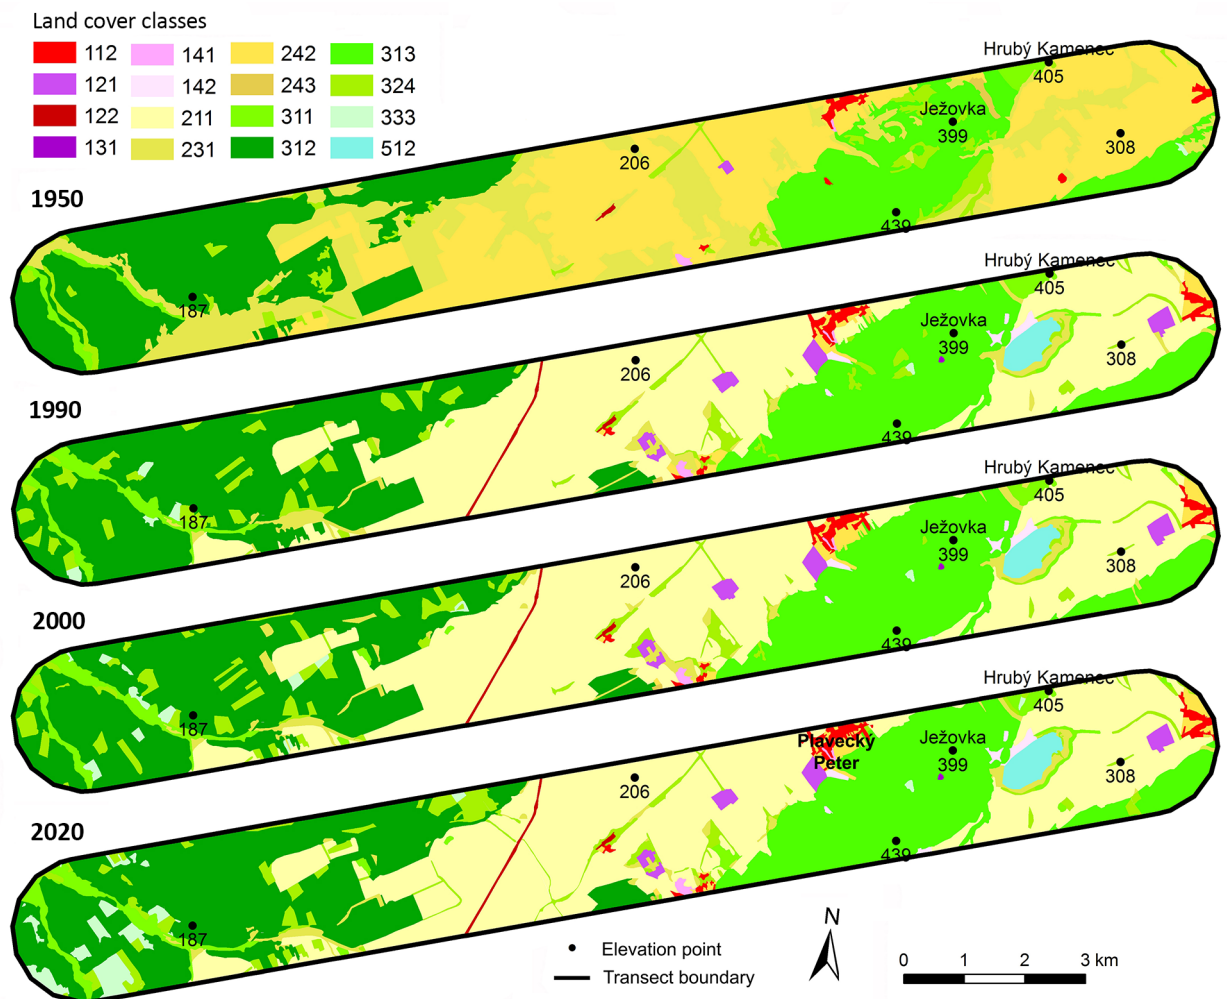 Land cover classes
112 141 242 313
121 142 243 324
122 211 311 333
131 231 312 512
1950
Hrubý Kamenec
405
Ježovka
399
308
206
439
187
1990
Hrubý Kamenec
405
Ježovka
399
308
206
439
187
2000
Hrubý Kamenec
405
Ježovka
399
308
206
439
187
2020
Hrubý Kamenec
405
Plavecký
Peter
Ježovka
399
308
206
439
187
N
Elevation point
Transect boundary
0 1 2 3 km